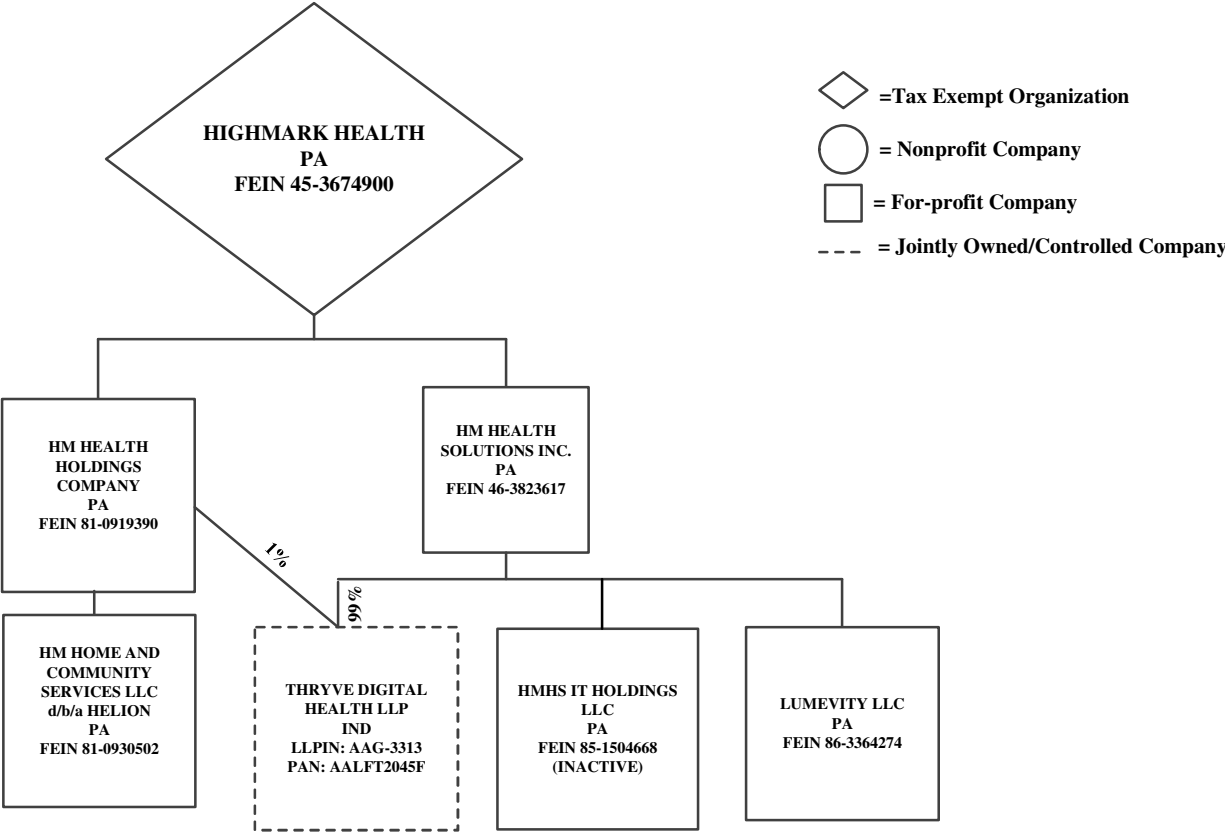 HIGHMARK HEALTH
PA
FEIN 45-3674900
=Tax Exempt Organization
= Nonprofit Company
= For-profit Company
= Jointly Owned/Controlled Company
HM HEALTH
HOLDINGS
COMPANY
PA
FEIN 81-0919390
HM HEALTH
SOLUTIONS INC.
PA
FEIN 46-3823617
1%
99%
HM HOME AND
COMMUNITY
SERVICES LLC
d/b/a HELION
PA
FEIN 81-0930502
THRYVE DIGITAL
HEALTH LLP
IND
LLPIN: AAG-3313
PAN: AALFT2045F
HMHS IT HOLDINGS
LLC
PA
FEIN 85-1504668
(INACTIVE)
LUMEVITY LLC
PA
FEIN 86-3364274